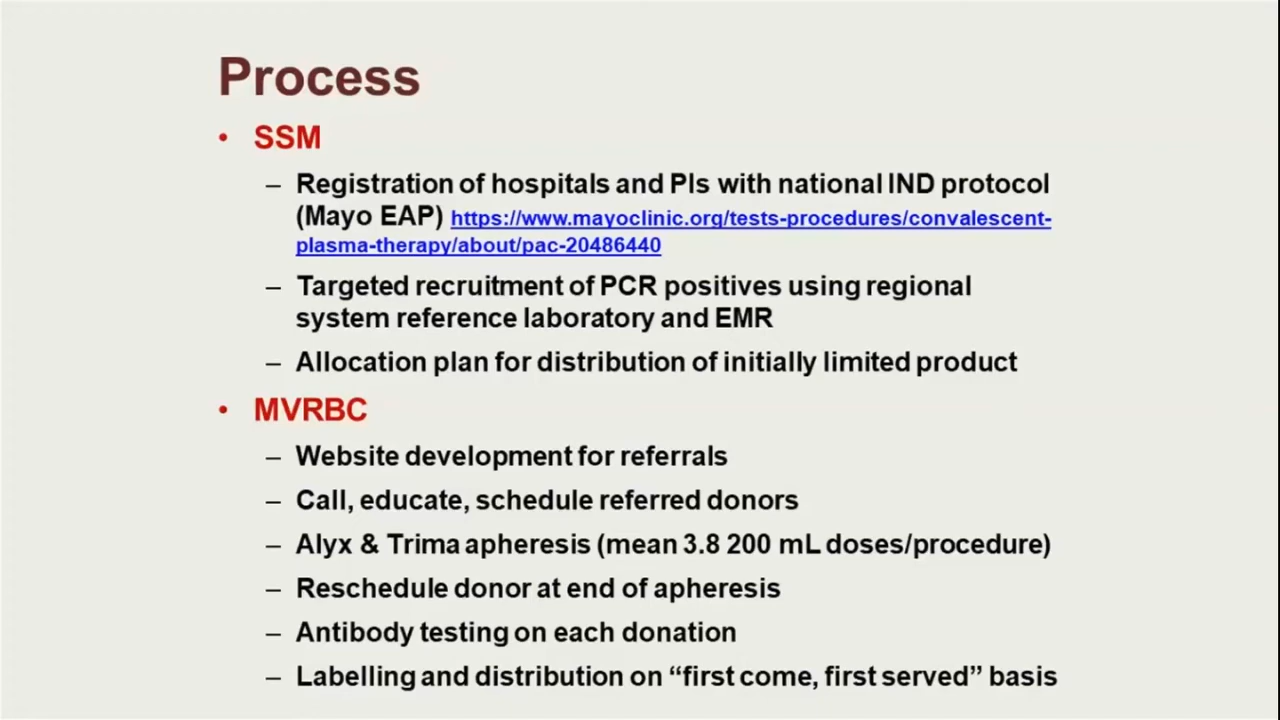 Process
• SSM
– Registration of hospitals and PIs with national IND protocol
(Mayo EAP) https://www.mayoclinic.org/tests-procedures/convalescent-
plasma-therapy/about/pac-20486440
– Targeted recruitment of PCR positives using regional
system reference laboratory and EMR
– Allocation plan for distribution of initially limited product
• MVRBC
– Website development for referrals
– Call, educate, schedule referred donors
– Alyx & Trima apheresis (mean 3.8 200 mL doses/procedure)
– Reschedule donor at end of apheresis
– Antibody testing on each donation
– Labelling and distribution on “first come, first served” basis